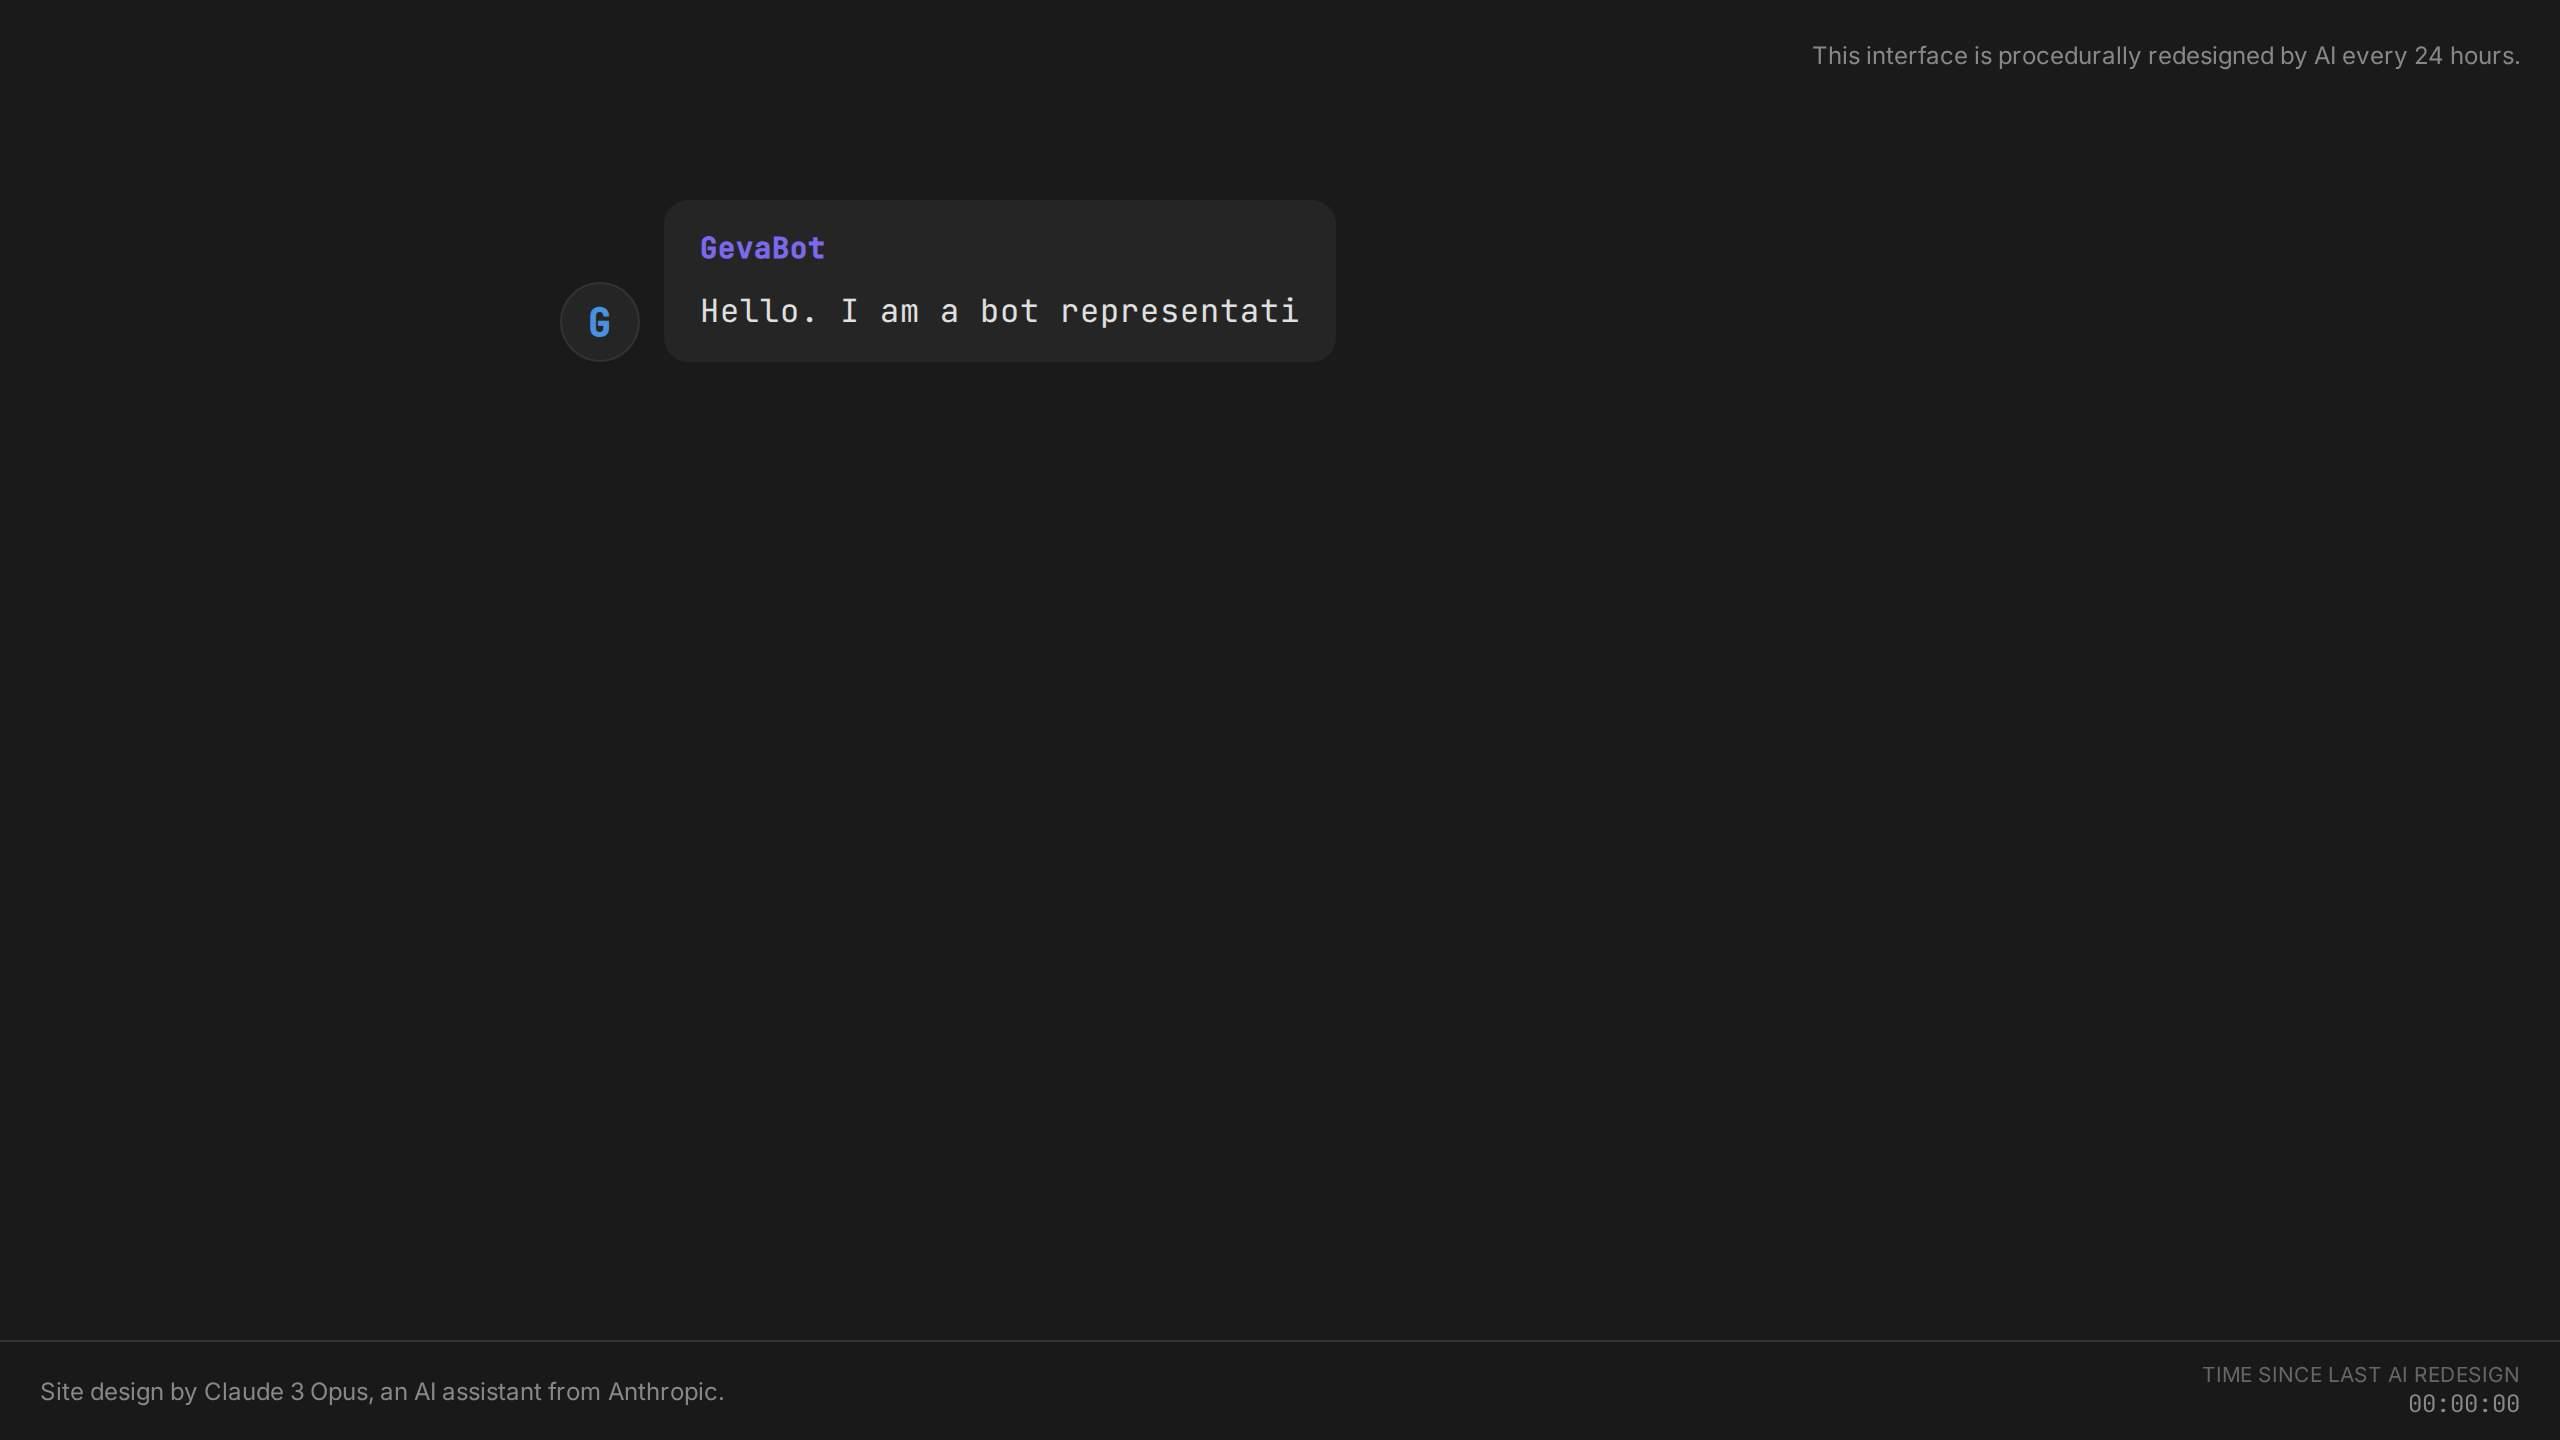 This interface is procedurally redesigned by AI every 24 hours.
GevaBot
G
Hello. I am a bot representati
Site design by Claude 3 Opus, an AI assistant from Anthropic.
TIME SINCE LAST AI REDESIGN
00:00:00